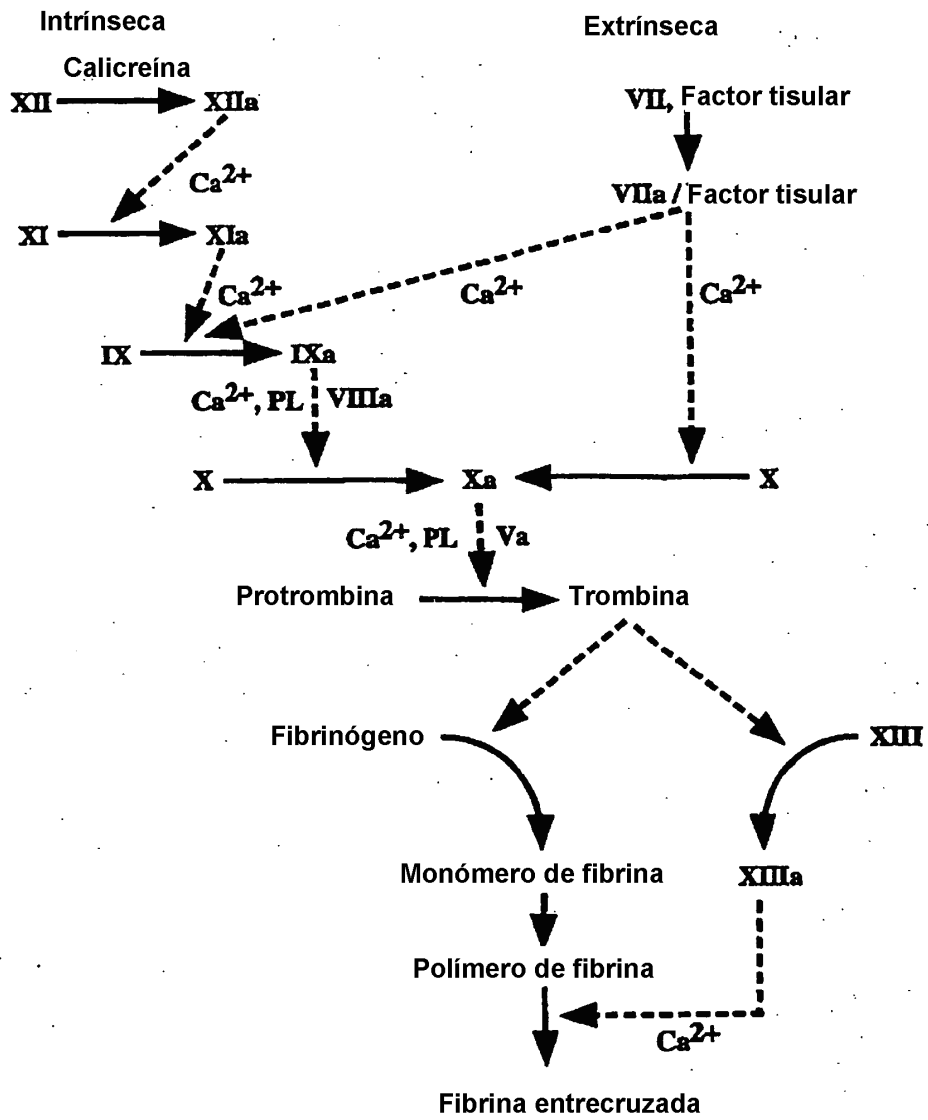 Intrínseca
Extrínseca
Calicreína
XII XIIa
VII, Factor tisular
Ca2+
VIIa / Factor tisular
XI XIa
Ca2+ Ca2+ Ca2+
IX IXa
Ca2+, PL VIIIa
X Xa X
Ca2+, PL Va
Protrombina Trombina
Fibrinógeno XIII
Monómero de fibrina XIIIa
Polímero de fibrina
Ca2+
Fibrina entrecruzada